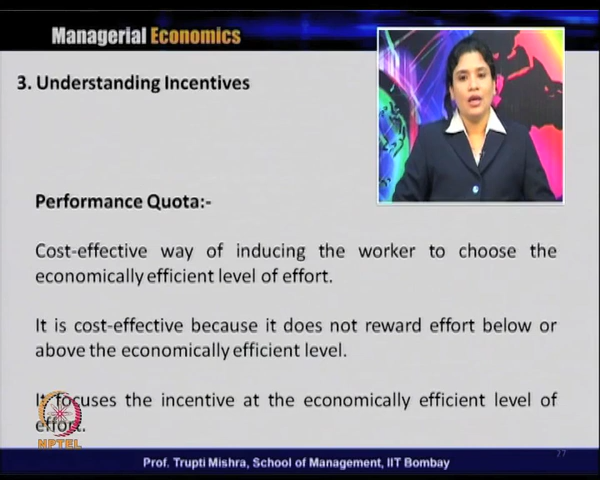 Managerial Economics
3. Understanding Incentives
Performance Quota:-
Cost-effective way of inducing the worker to choose the
economically efficient level of effort.
It is cost-effective because it does not reward effort below or
above the economically efficient level.
It focuses the incentive at the economically efficient level of
effort.
NPTEL
77
Prof. Trupti Mishra, School of Management, IIT Bombay